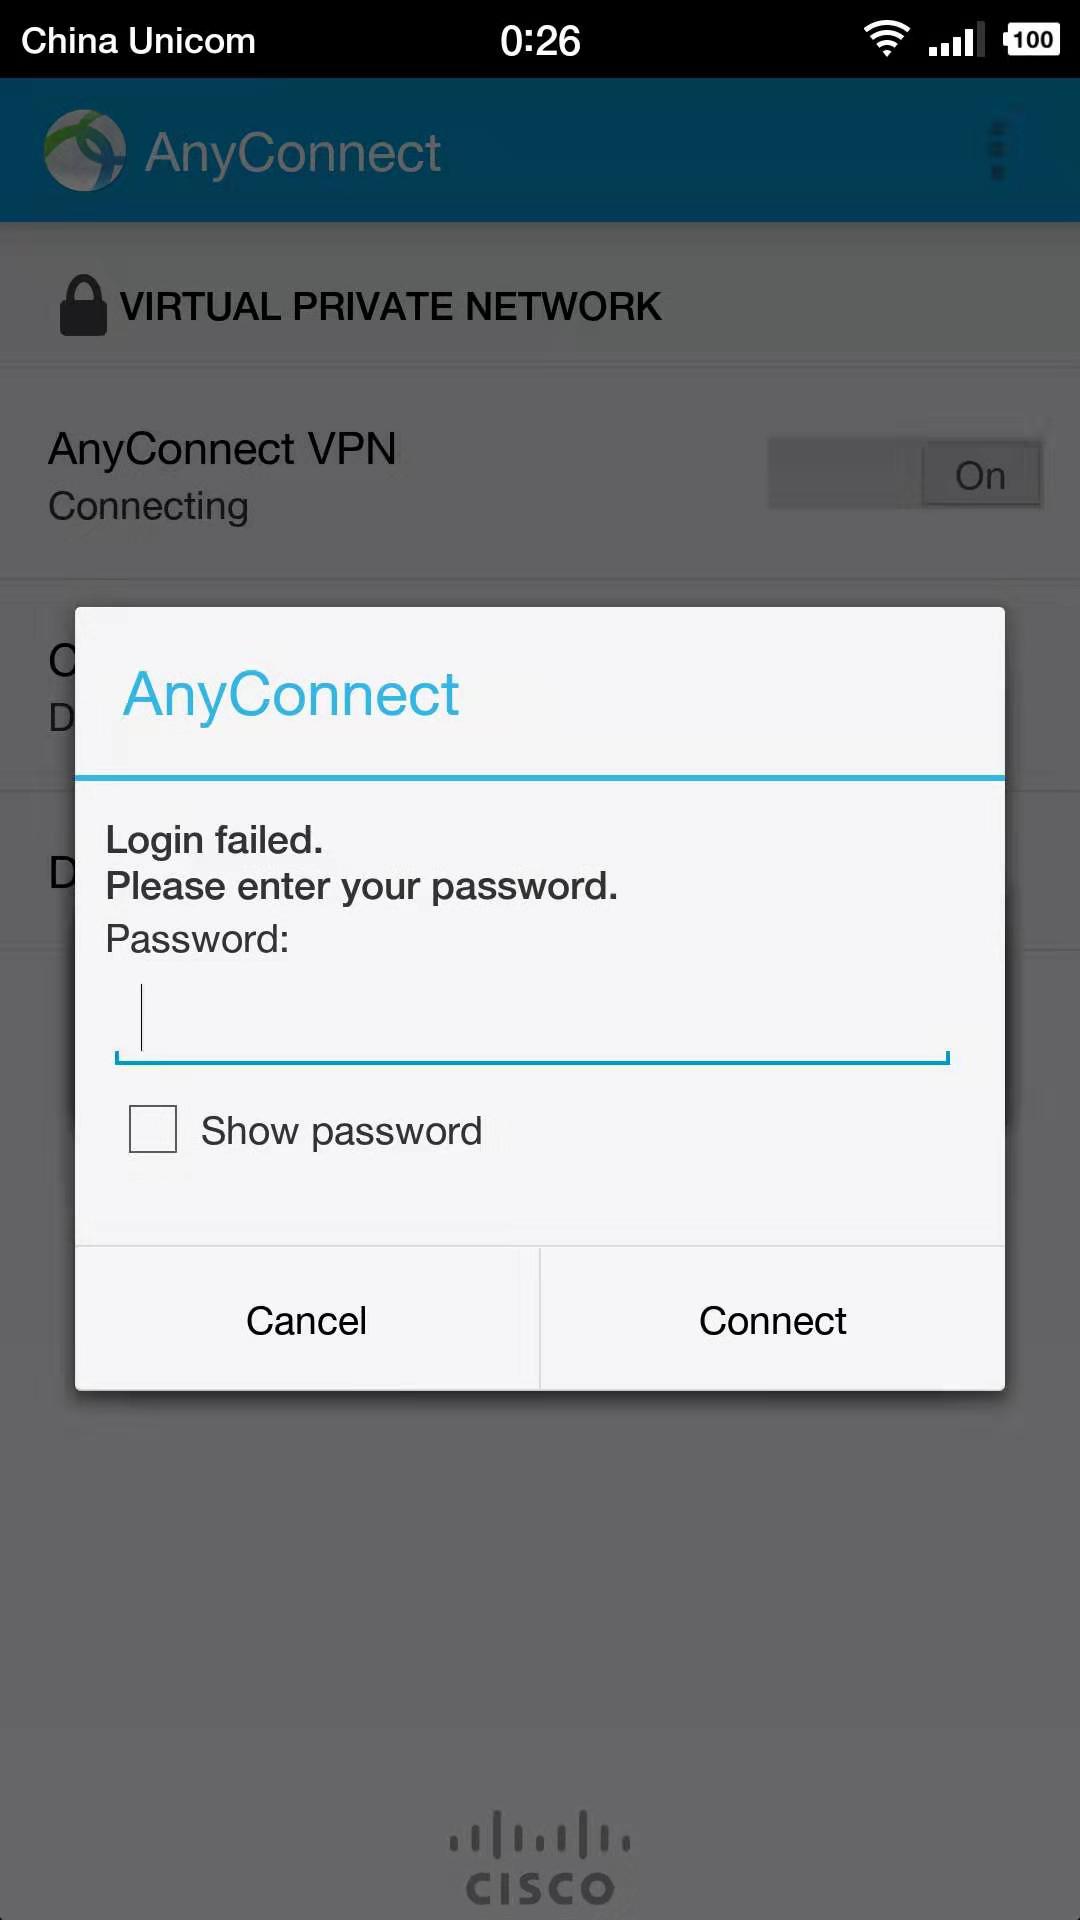 China Unicom 0:26 100
AnyConnect
VIRTUAL PRIVATE NETWORK
AnyConnect VPN
Connecting
On
AnyConnect
Login failed.
Please enter your password.
Password:
Show password
Cancel Connect
CISCO